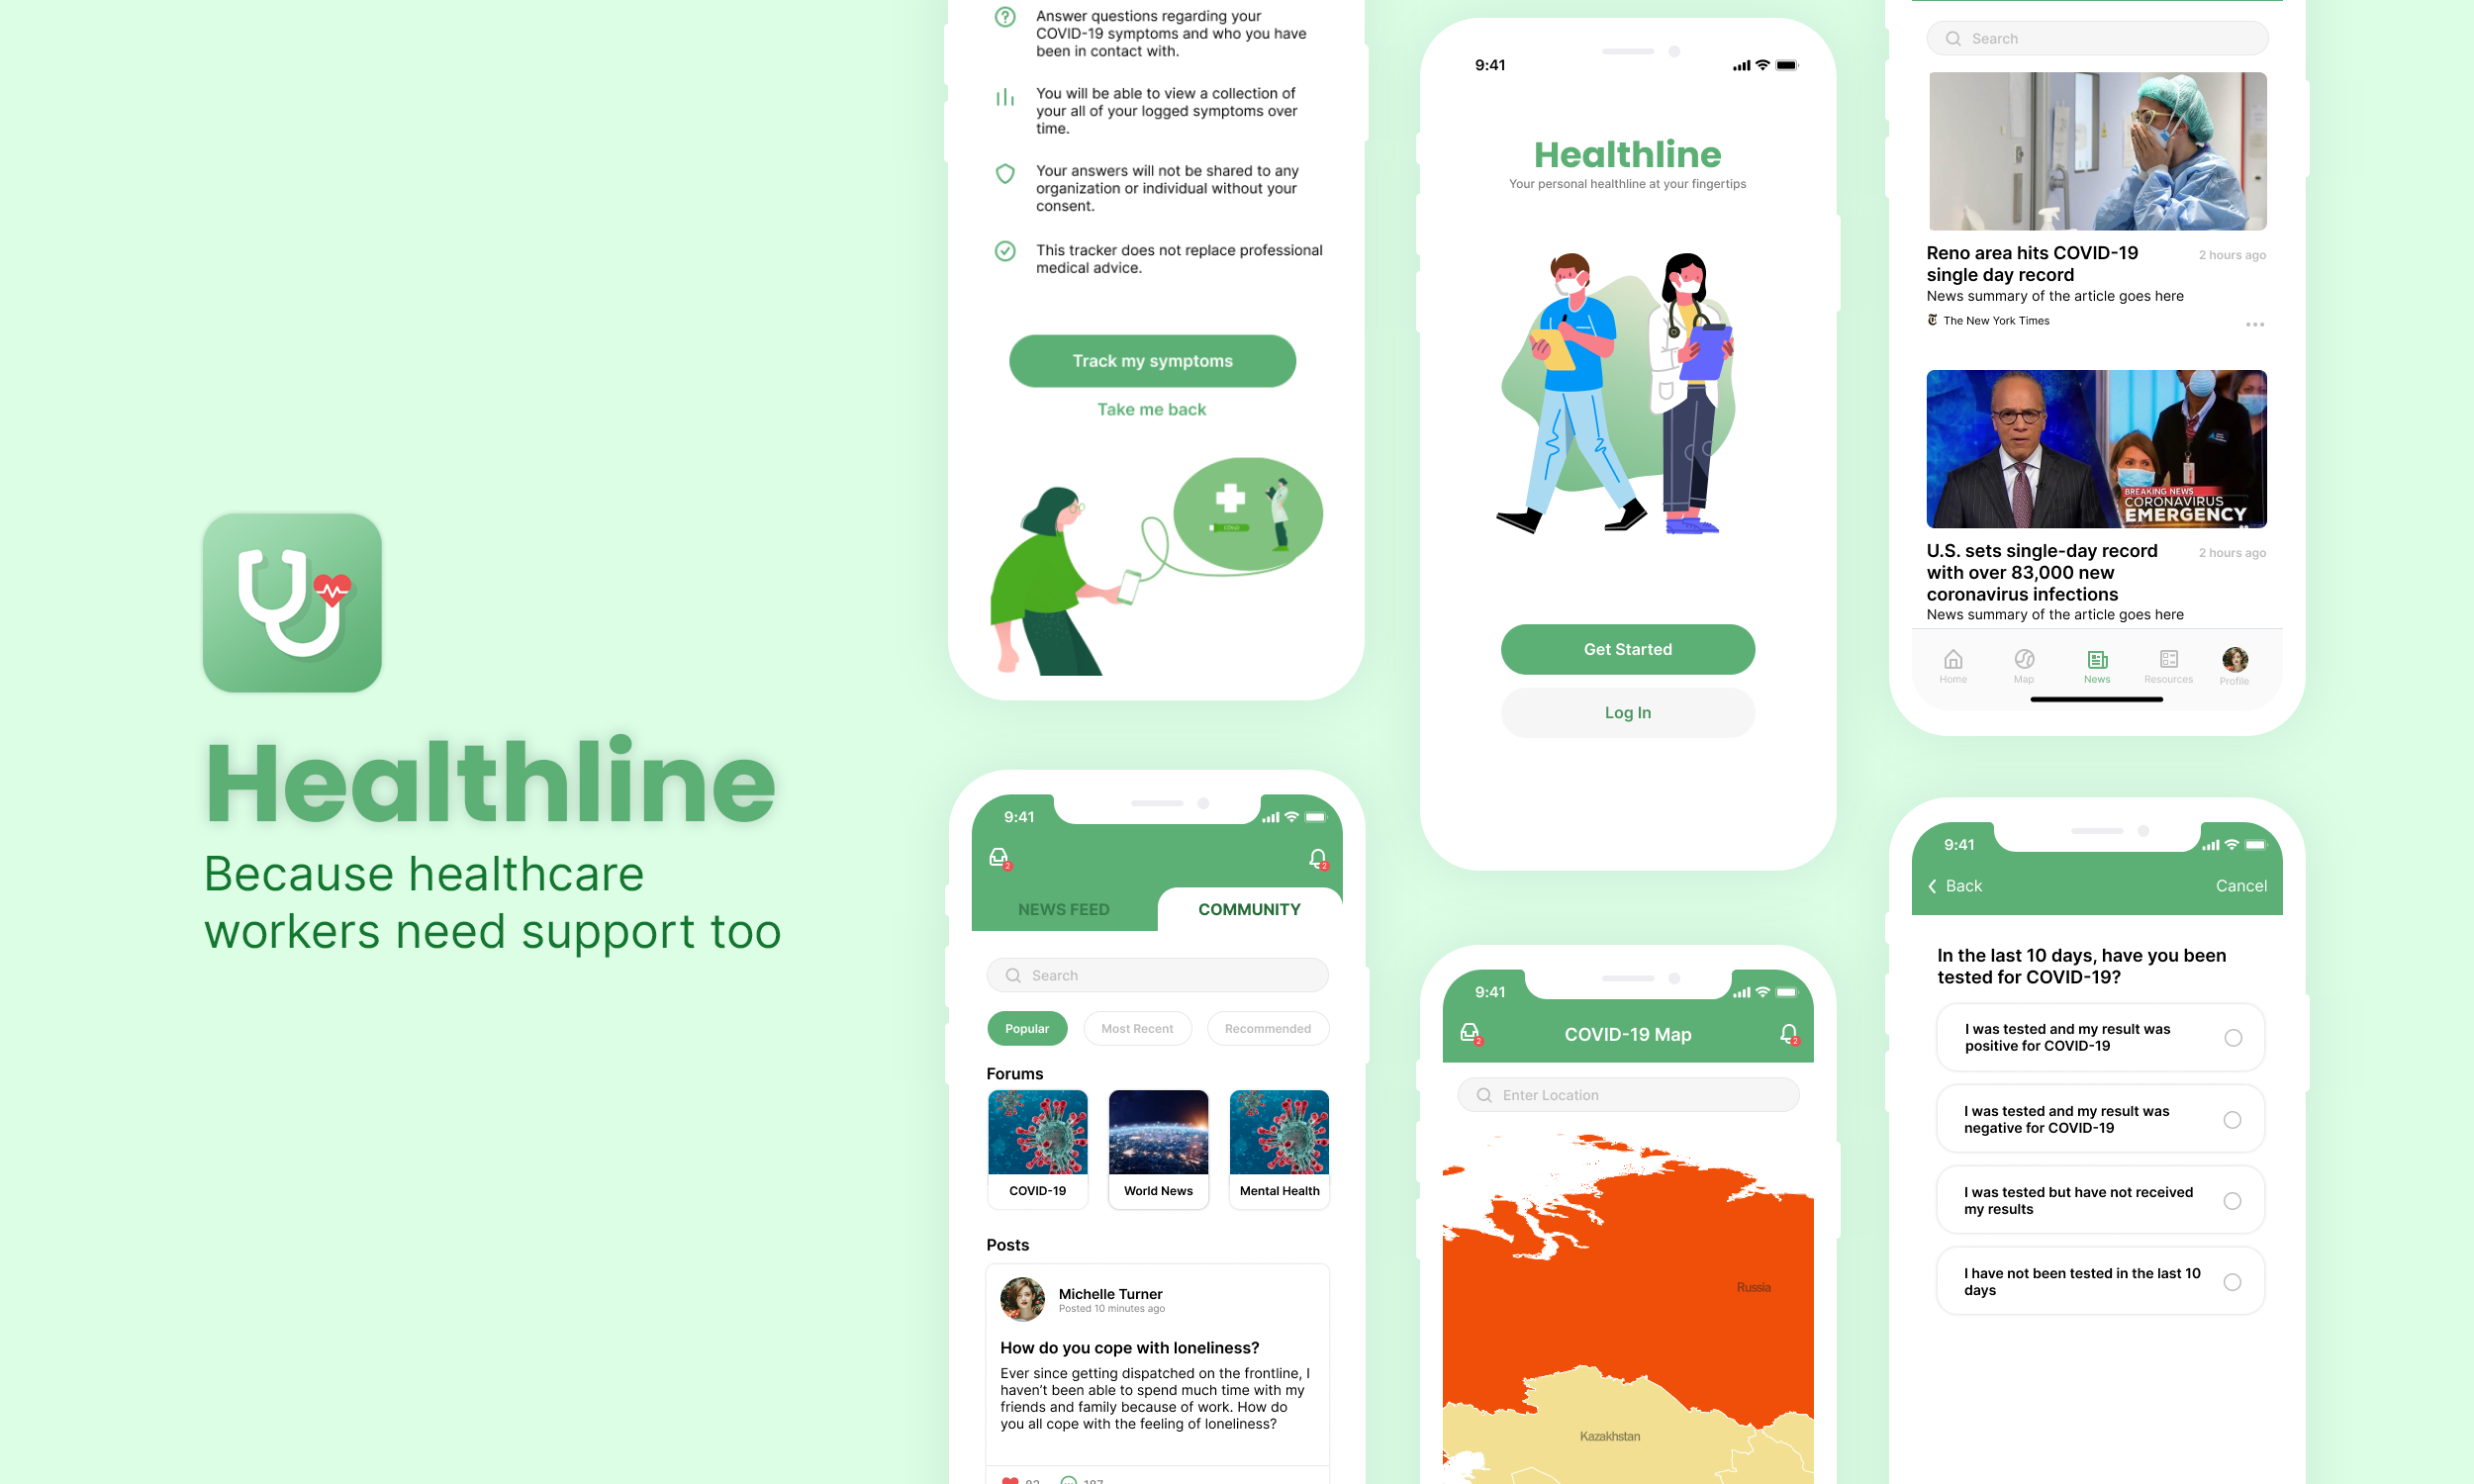 Healthline
Because healthcare
workers need support too
Answer questions regarding your
COVID-19 symptoms and who you have
been in contact with.
You will be able to view a collection of
your all of your logged symptoms over
time.
Your answers will not be shared to any
organization or individual without your
consent.
This tracker does not replace professional
medical advice.
Track my symptoms
Take me back
9:41
2
2
NEWS FEED
COMMUNITY
Search
Popular
Most Recent
Recommended
Forums
COVID-19
World News
Mental Health
Posts
Michelle Turner
Posted 10 minutes ago
How do you cope with loneliness?
Ever since getting dispatched on the frontline, I
haven’t been able to spend much time with my
friends and family because of work. How do
you all cope with the feeling of loneliness?
9:41
Healthline
Your personal healthline at your fingertips
Get Started
Log In
9:41
2
COVID-19 Map
2
Enter Location
Russia
Kazakhstan
Search
Reno area hits COVID-19
single day record
2 hours ago
News summary of the article goes here
The New York Times
BREAKING NEWS
CORONAVIRUS
EMERGENCY
U.S. sets single-day record
with over 83,000 new
coronavirus infections
2 hours ago
News summary of the article goes here
Home
Map
News
Resources
Profile
9:41
Back
Cancel
In the last 10 days, have you been
tested for COVID-19?
I was tested and my result was
positive for COVID-19
I was tested and my result was
negative for COVID-19
I was tested but have not received
my results
I have not been tested in the last 10
days